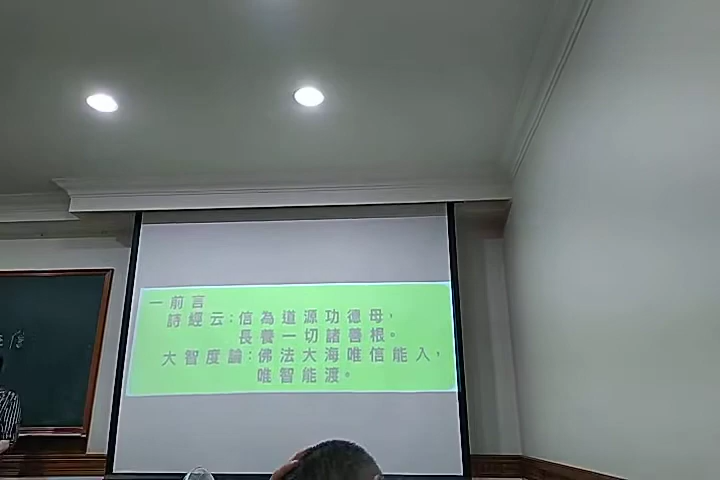 一前言
詩經云:信為道源功德母,
長養一切諸善根。
大智度論:佛法大海唯信能入,
唯智能渡。